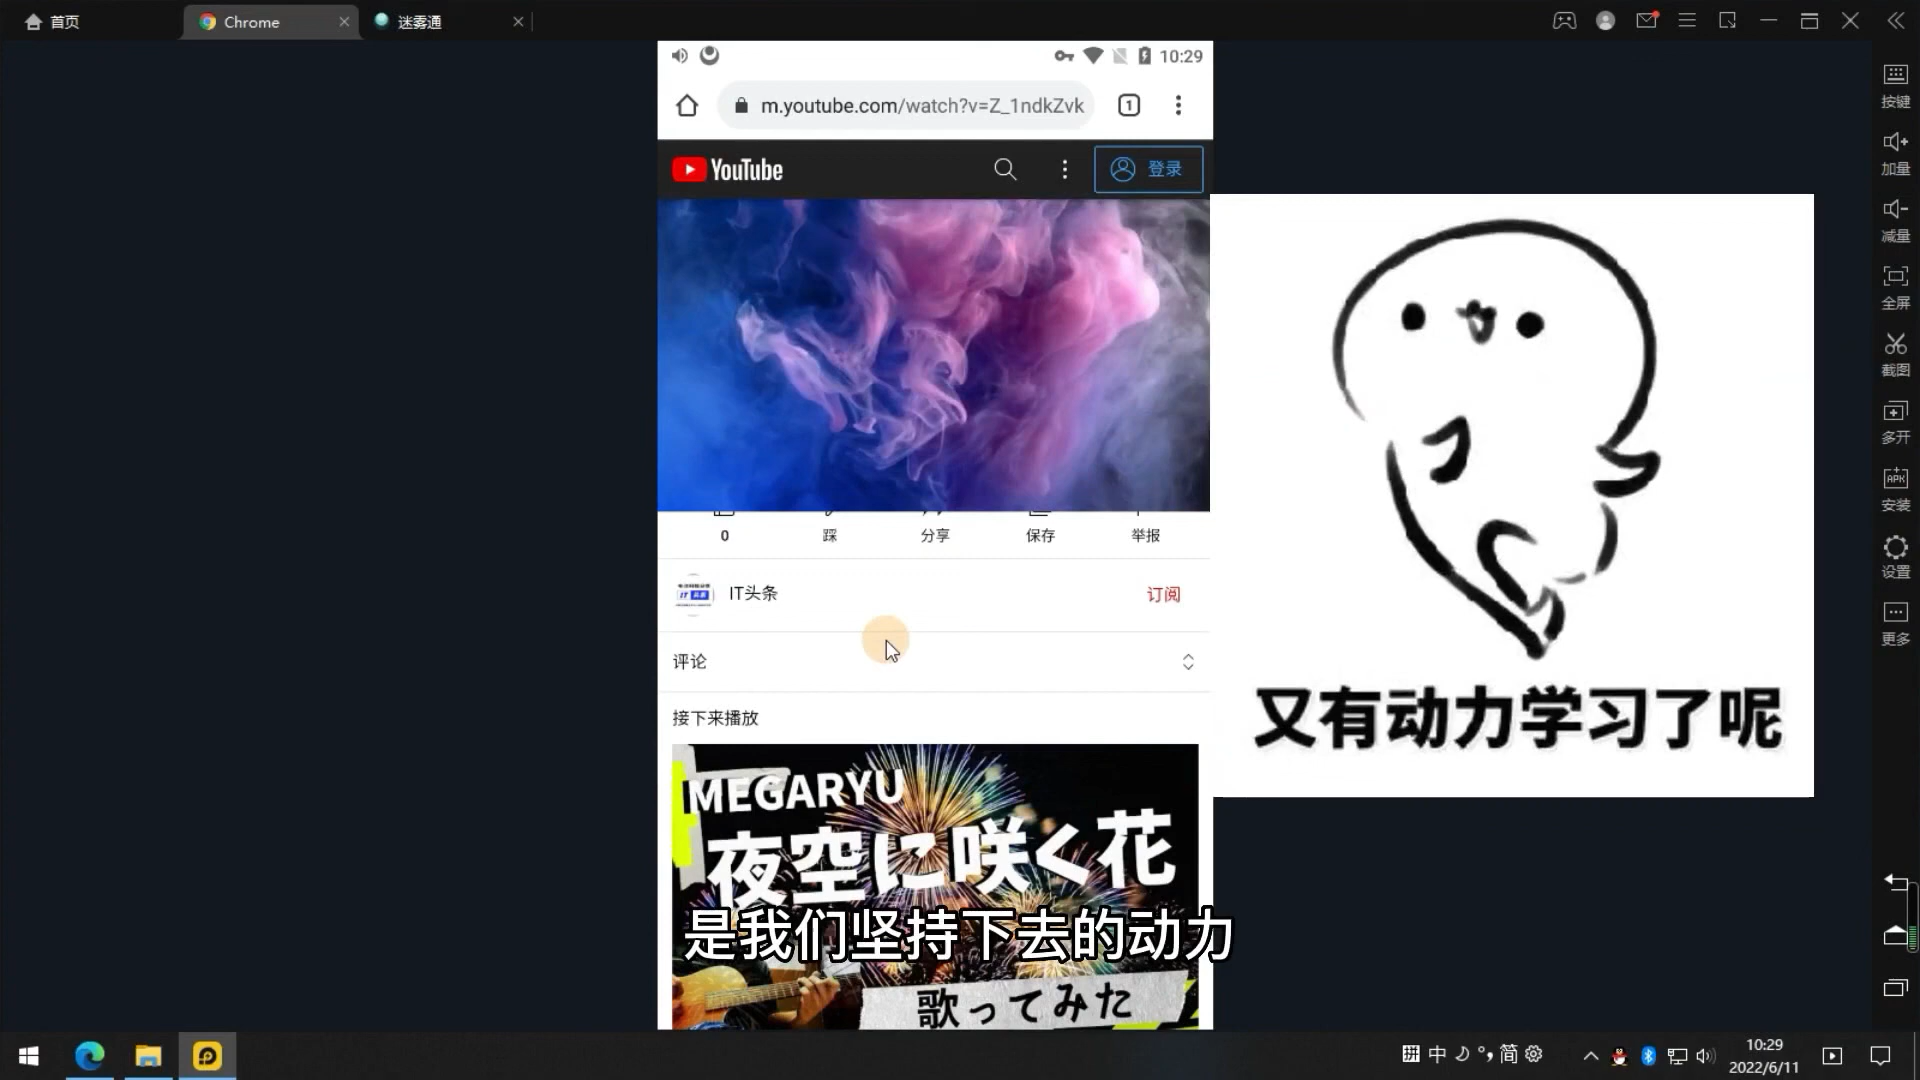 首页
Chrome
迷雾通
10:29
m.youtube.com/watch?v=Z_1ndkZvk
1
YouTube
登录
0
踩
分享
保存
举报
IT头条
订阅
评论
接下来播放
MEGARYU
夜空に咲く花
是我们坚持下去的动力
歌ってみた
又有动力学习了呢
按键
加量
减量
全屏
截图
多开
APK
安装
设置
更多
拼 中 简
10:29
2022/6/11